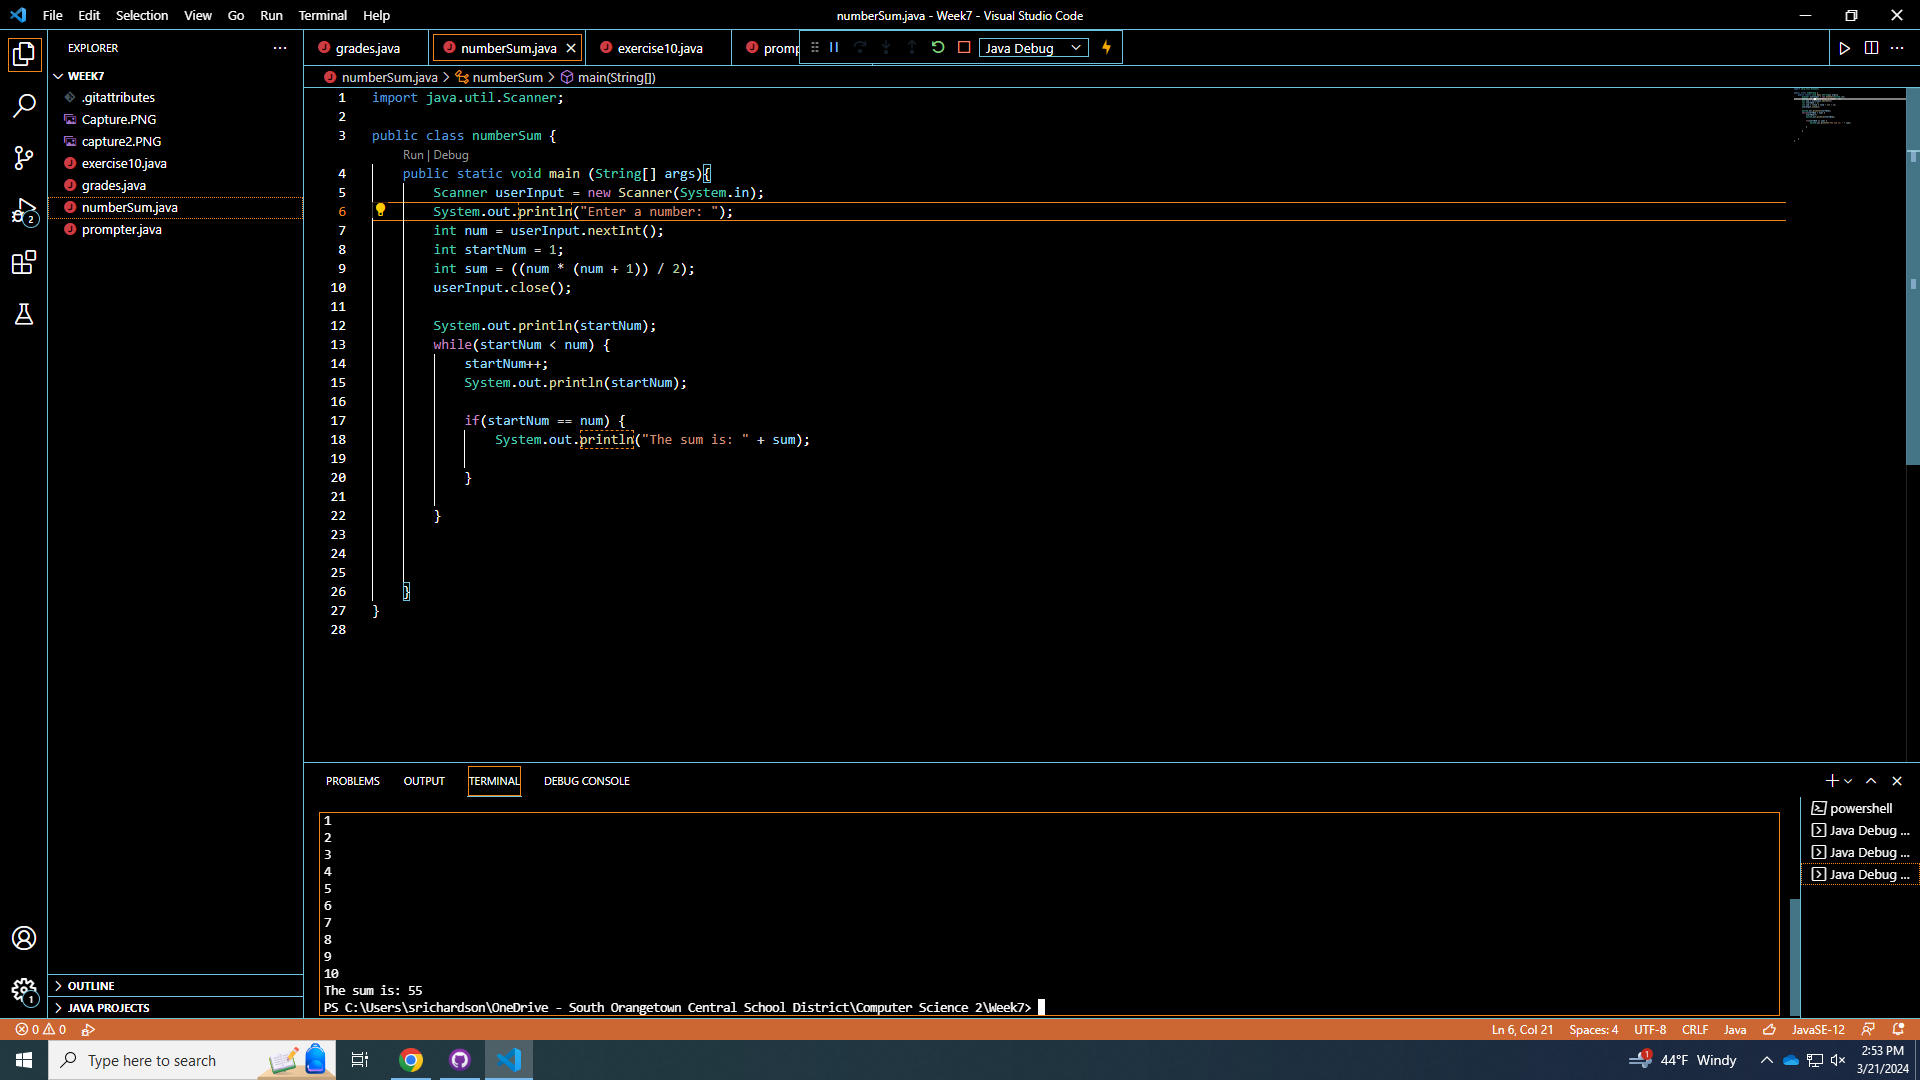 File Edit Selection View Go Run Terminal Help
numberSum.java - Week7 - Visual Studio Code
EXPLORER
WEEK7
.gitattributes
Capture.PNG
capture2.PNG
exercise10.java
grades.java
numberSum.java
prompter.java
OUTLINE
JAVA PROJECTS
2
1
grades.java numberSum.java exercise10.java promp Java Debug
numberSum.java > numberSum > main(String[])
1 import java.util.Scanner;
2
3 public class numberSum {
Run | Debug
4 public static void main (String[] args){
5 Scanner userInput = new Scanner(System.in);
6 System.out.println("Enter a number: ");
7 int num = userInput.nextInt();
8 int startNum = 1;
9 int sum = ((num * (num + 1)) / 2);
10 userInput.close();
11
12 System.out.println(startNum);
13 while(startNum < num) {
14 startNum++;
15 System.out.println(startNum);
16
17 if(startNum == num) {
18 System.out.println("The sum is: " + sum);
19
20 }
21
22 }
23
24
25
26 }
27 }
28
PROBLEMS OUTPUT TERMINAL DEBUG CONSOLE
1
2
3
4
5
6
7
8
9
10
The sum is: 55
PS C:\Users\srichardson\OneDrive - South Orangetown Central School District\Computer Science 2\Week7>
powershell
Java Debug ...
Java Debug ...
Java Debug ...
0 0
Ln 6, Col 21 Spaces: 4 UTF-8 CRLF Java JavaSE-12
Type here to search
1
44°F Windy
2:53 PM
3/21/2024